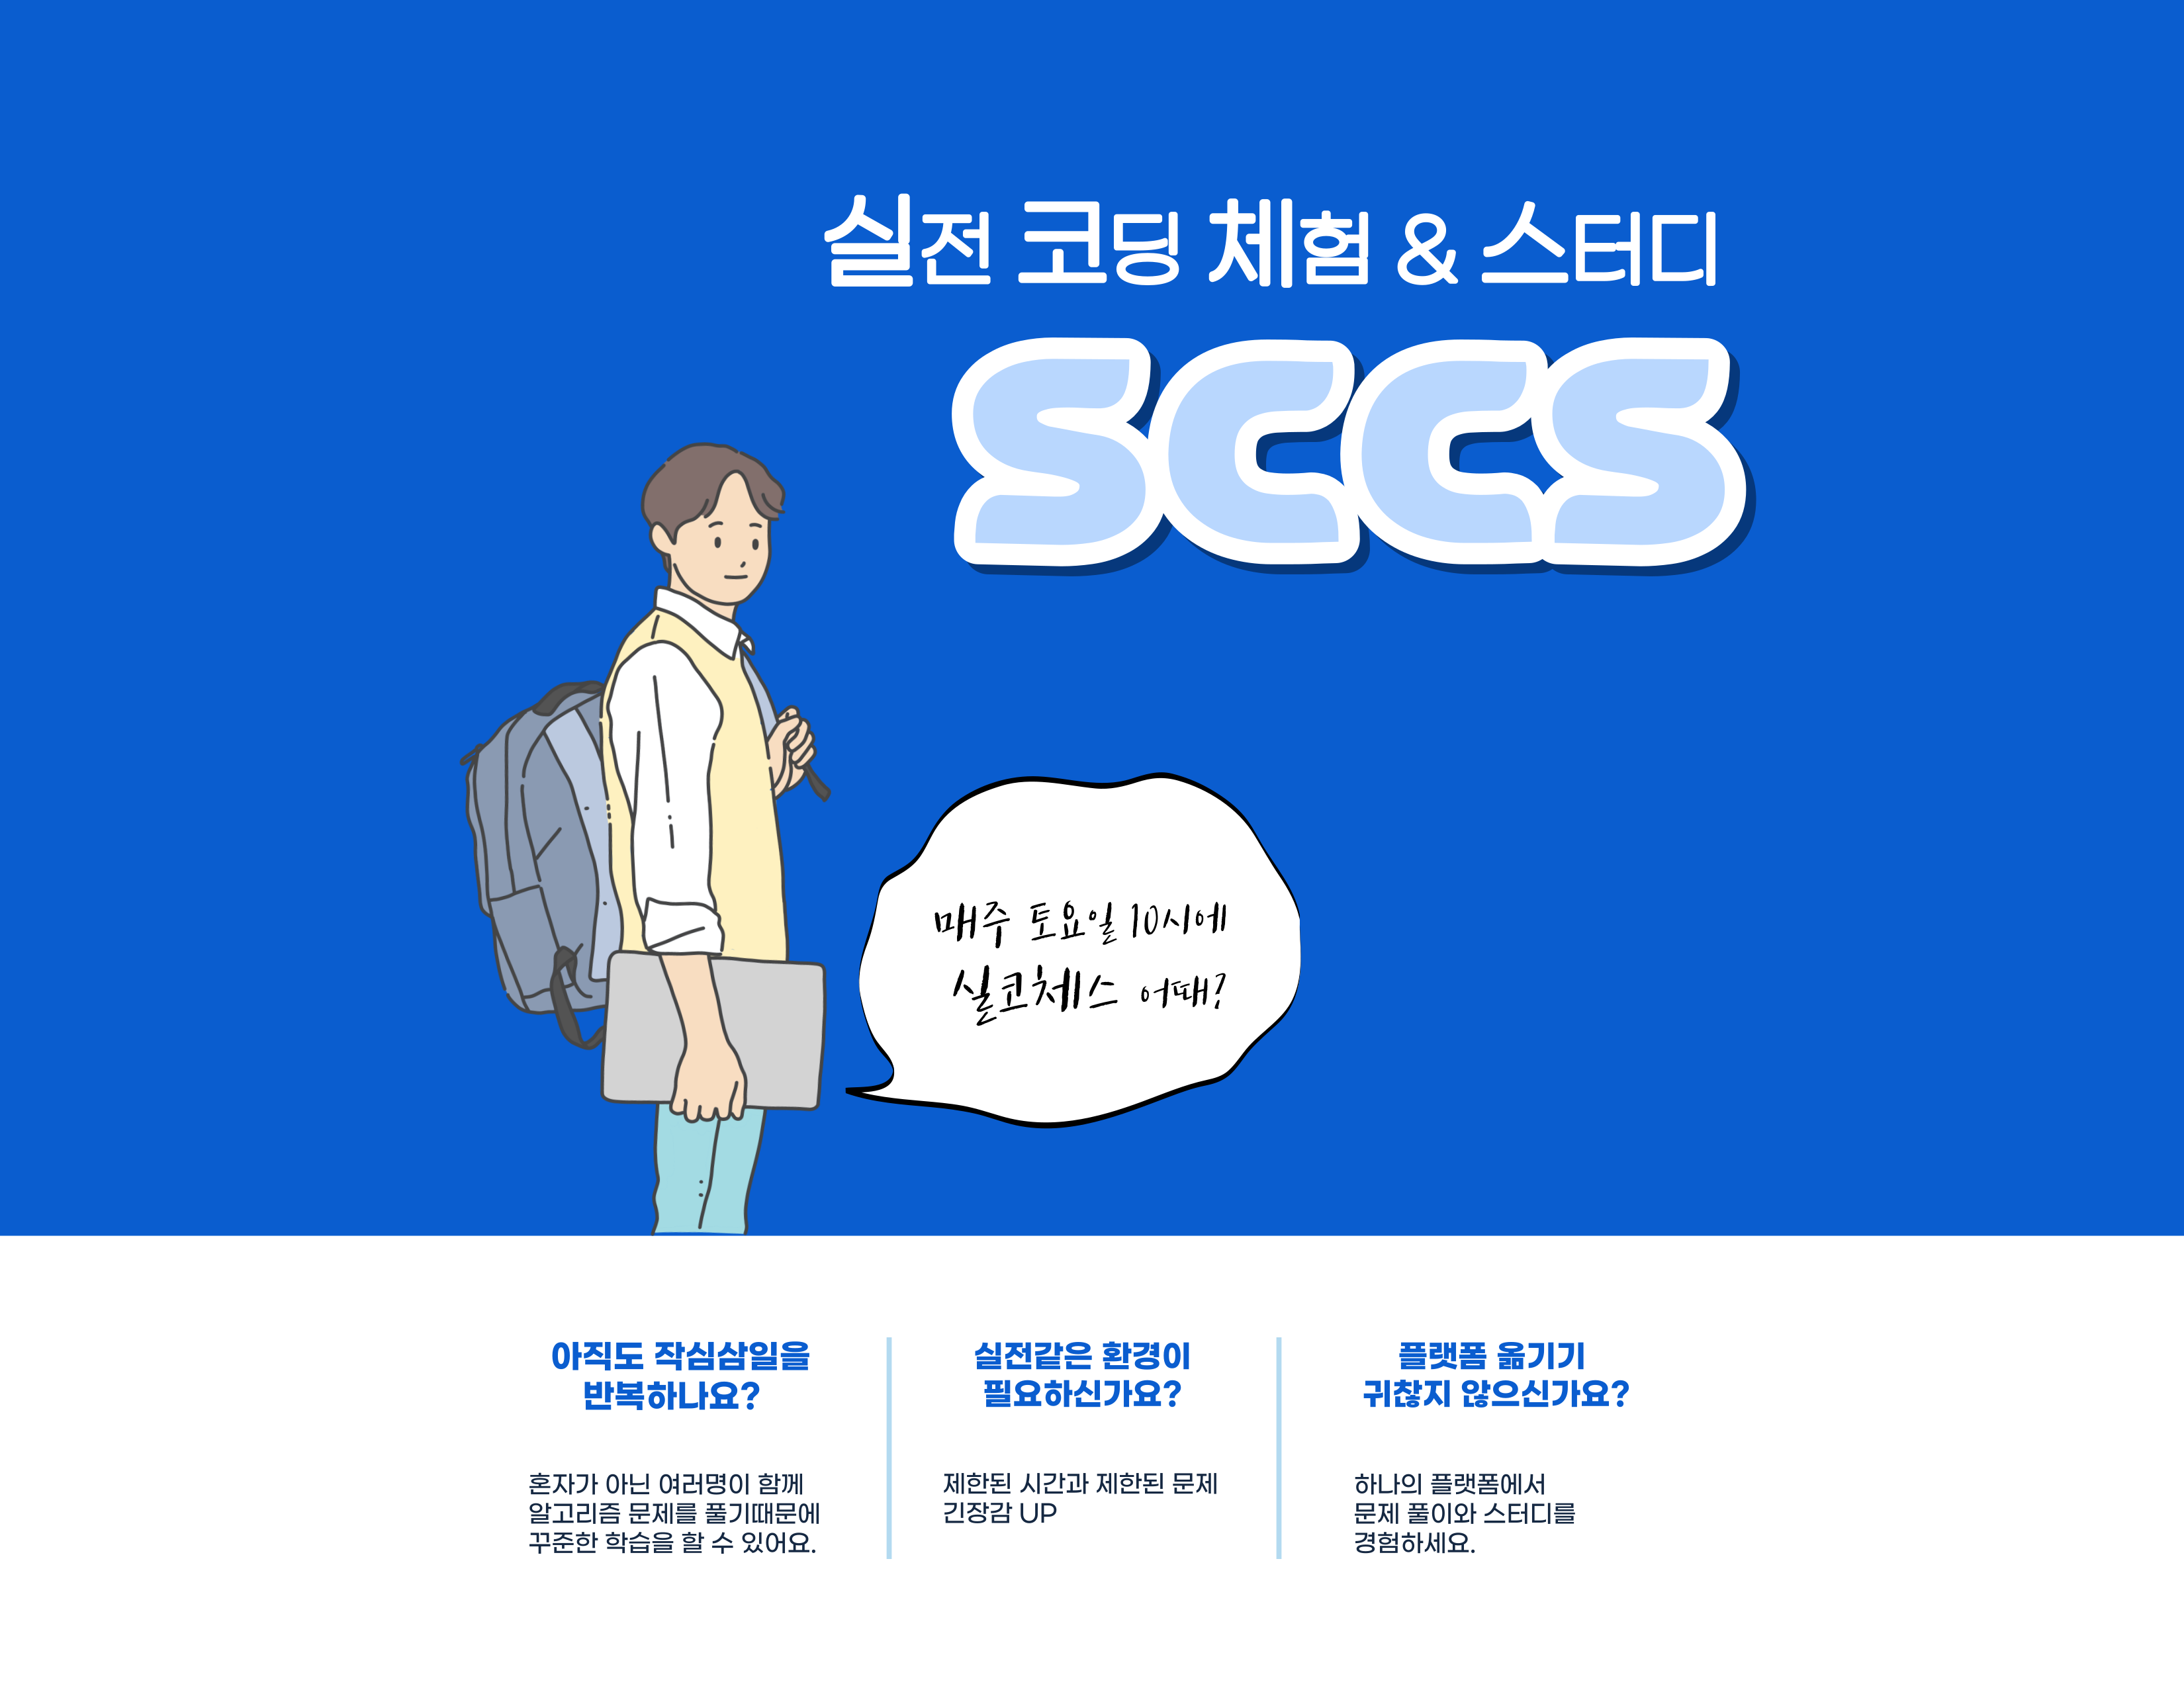 실전 코딩 체험 & 스터디
SCCS
매주 토요일 10시에
실코체스 어때?
아직도 작심삼일을
반복하나요?
혼자가 아닌 여러명이 함께
알고리즘 문제를 풀기때문에
꾸준한 학습을 할 수 있어요.
실전같은 환경이
필요하신가요?
제한된 시간과 제한된 문제
긴장감 UP
플랫폼 옮기기
귀찮지 않으신가요?
하나의 플랫폼에서
문제 풀이와 스터디를
경험하세요.